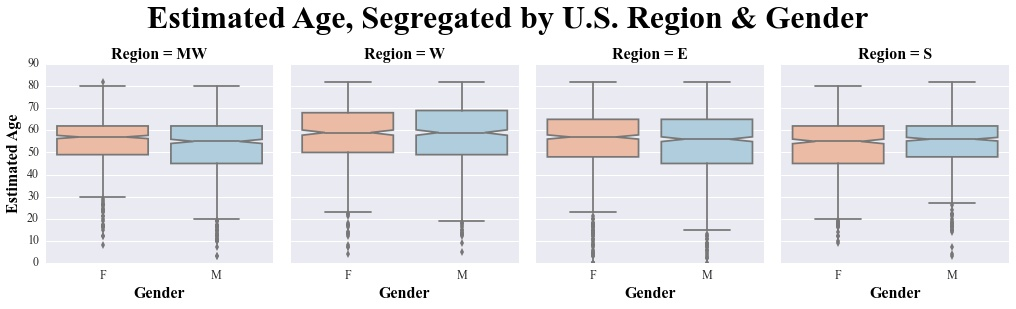 Estimated Age, Segregated by U.S. Region & Gender
Region = MW
Region = W
Region = E
Region = S
Estimated Age
90
80
70
60
50
40
30
20
10
0
F M
F M
F M
F M
Gender
Gender
Gender
Gender